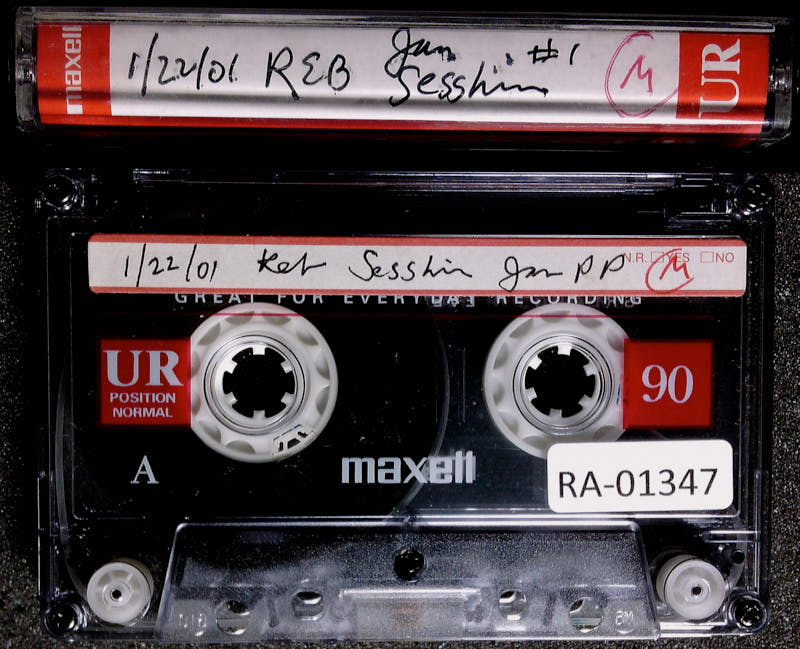 maxell
1/22/01 REB Jan Sesshin #1
M
UR
1/22/01 Reb Sesshin Jan PP
M
N.R. YES NO
GREAT FOR EVERYDAY RECORDING
UR
POSITION
NORMAL
90
A
maxell
RA-01347